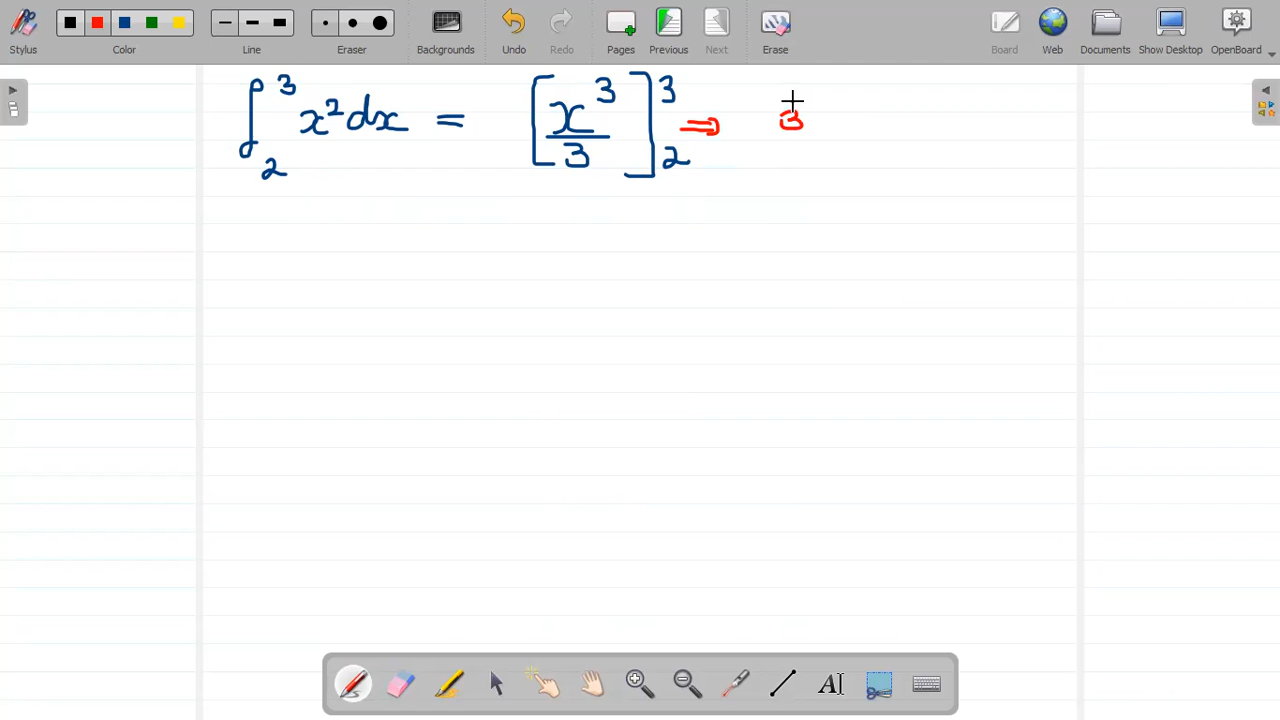 Stylus Color Line Eraser Backgrounds Undo Redo Pages Previous Next Erase Board Web Documents Show Desktop OpenBoard
∫₂³ x²dx = [x³/3]₂³ ⇒ 3
AI